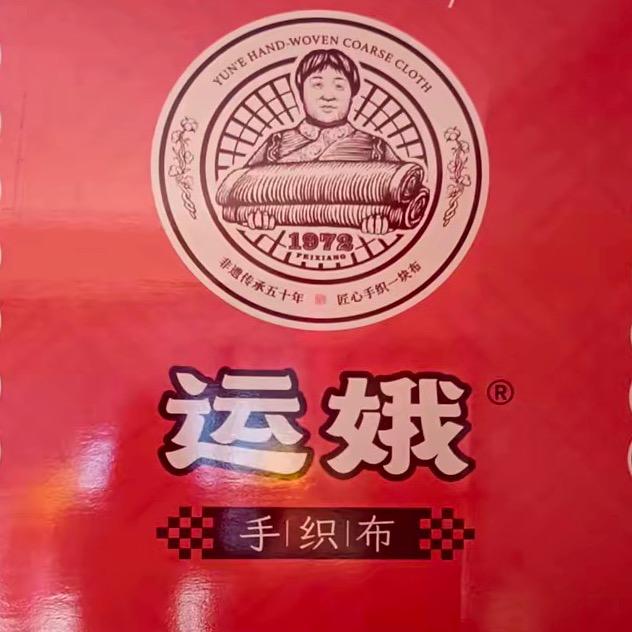 YUN'E HAND-WOVEN COARSE CLOTH
1972
FEIXIANG
非遗传承五十年 匠心手织一块布
运娥®
手|织|布